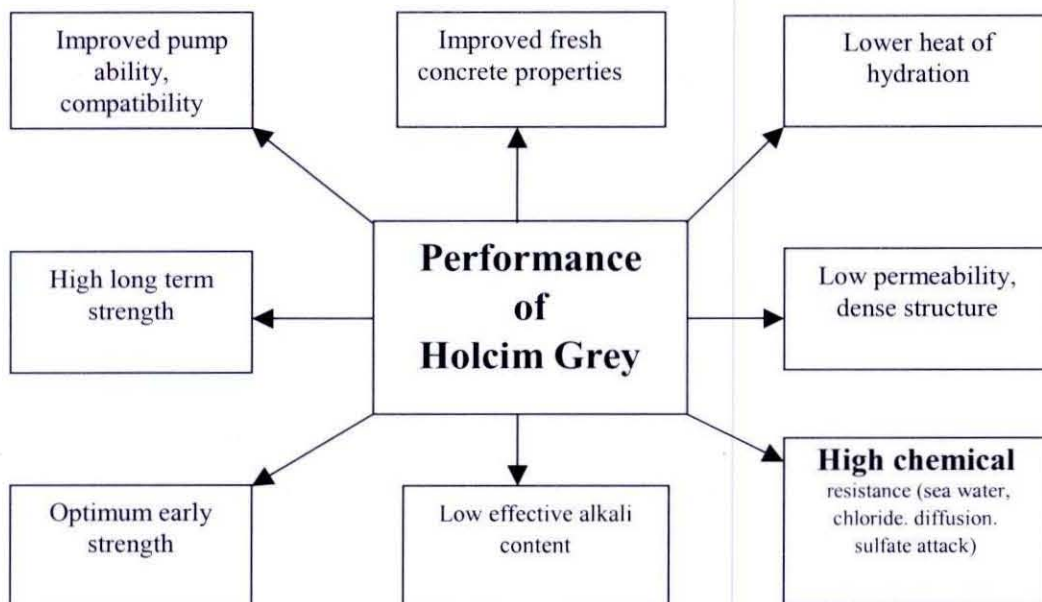 Improved pump
ability,
compatibility
Improved fresh
concrete properties
Lower heat of
hydration
High long term
strength
Performance
of
Holcim Grey
Low permeability,
dense structure
Optimum early
strength
Low effective alkali
content
High chemical
resistance (sea water,
chloride. diffusion.
sulfate attack)